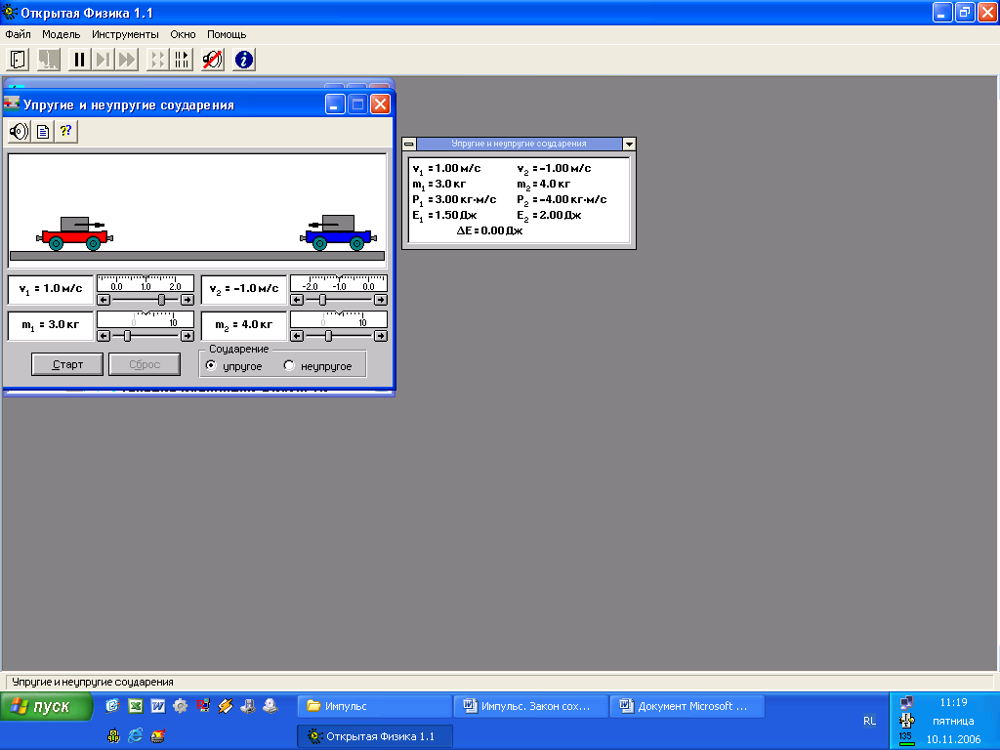 Открытая Физика 1.1
Файл Модель Инструменты Окно Помощь
Упругие и неупругие соударения
v1 = 1.0 м/с
0.0 1.0 2.0
v2 = -1.0 м/с
-2.0 -1.0 0.0
m1 = 3.0 кг
0 10
m2 = 4.0 кг
0 10
Старт
Сброс
Соударение
упругое
неупругое
Упругие и неупругие соударения
v1 = 1.00 м/с v2 = -1.00 м/с
m1 = 3.0 кг m2 = 4.0 кг
P1 = 3.00 кг·м/с P2 = -4.00 кг·м/с
E1 = 1.50 Дж E2 = 2.00 Дж
ΔE = 0.00 Дж
Упругие и неупругие соударения
пуск
Импульс
Импульс. Закон сох...
Документ Microsoft ...
Открытая Физика 1.1
RL
135
11:19
пятница
10.11.2006